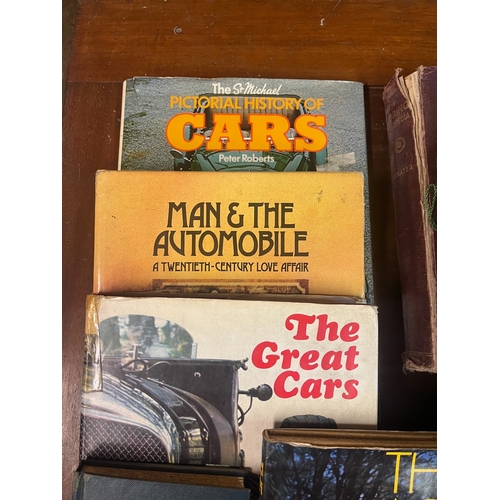 The St Michael
PICTORIAL HISTORY OF
CARS
Peter Roberts
MAN & THE
AUTOMOBILE
A TWENTIETH-CENTURY LOVE AFFAIR
The
Great
Cars
TH